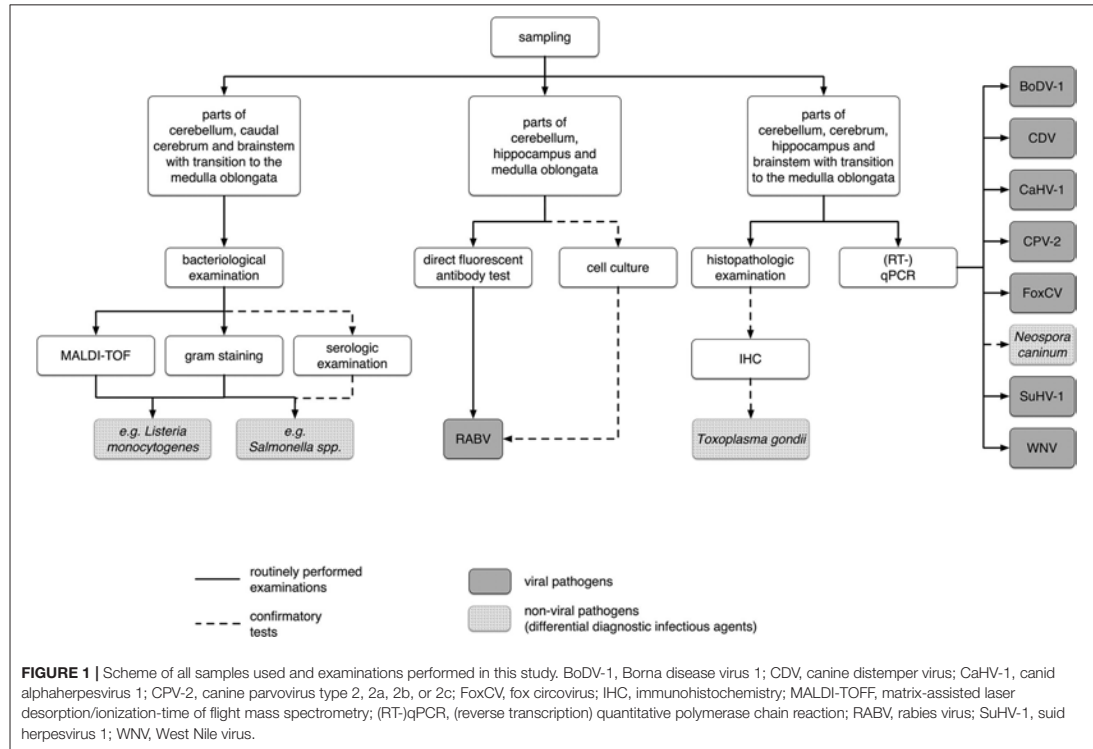 sampling
parts of
cerebellum, caudal
cerebrum and brainstem
with transition to the
medulla oblongata
parts of
cerebellum,
hippocampus and
medulla oblongata
parts of
cerebellum, cerebrum,
hippocampus and
brainstem with transition
to the medulla oblongata
bacteriological
examination
direct fluorescent
antibody test
cell culture
histopathologic
examination
(RT-)
qPCR
MALDI-TOF
gram staining
serologic
examination
IHC
e.g. Listeria
monocytogenes
e.g.
Salmonella spp.
RABV
Toxoplasma gondii
BoDV-1
CDV
CaHV-1
CPV-2
FoxCV
Neospora
caninum
SuHV-1
WNV
routinely performed
examinations
confirmatory
tests
viral pathogens
non-viral pathogens
(differential diagnostic infectious agents)
FIGURE 1 | Scheme of all samples used and examinations performed in this study. BoDV-1, Borna disease virus 1; CDV, canine distemper virus; CaHV-1, canid
alphaherpesvirus 1; CPV-2, canine parvovirus type 2, 2a, 2b, or 2c; FoxCV, fox circovirus; IHC, immunohistochemistry; MALDI-TOFF, matrix-assisted laser
desorption/ionization-time of flight mass spectrometry; (RT-)qPCR, (reverse transcription) quantitative polymerase chain reaction; RABV, rabies virus; SuHV-1, suid
herpesvirus 1; WNV, West Nile virus.